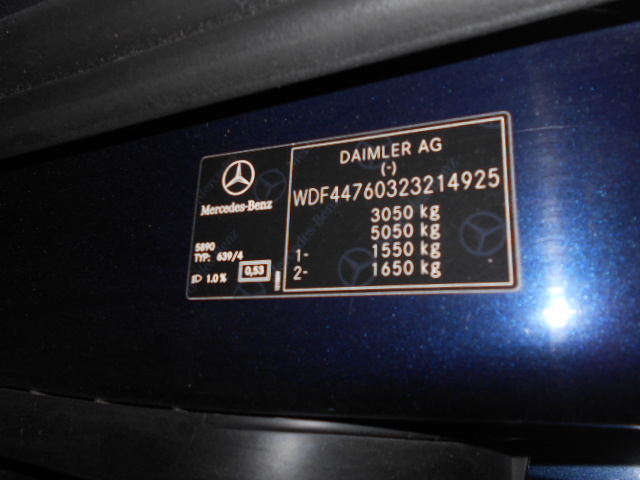 Mercedes-Benz
5890
TYP: 639/4
1.0%
0,53
DAIMLER AG
(-)
WDF44760323214925
3050 kg
5050 kg
1- 1550 kg
2- 1650 kg